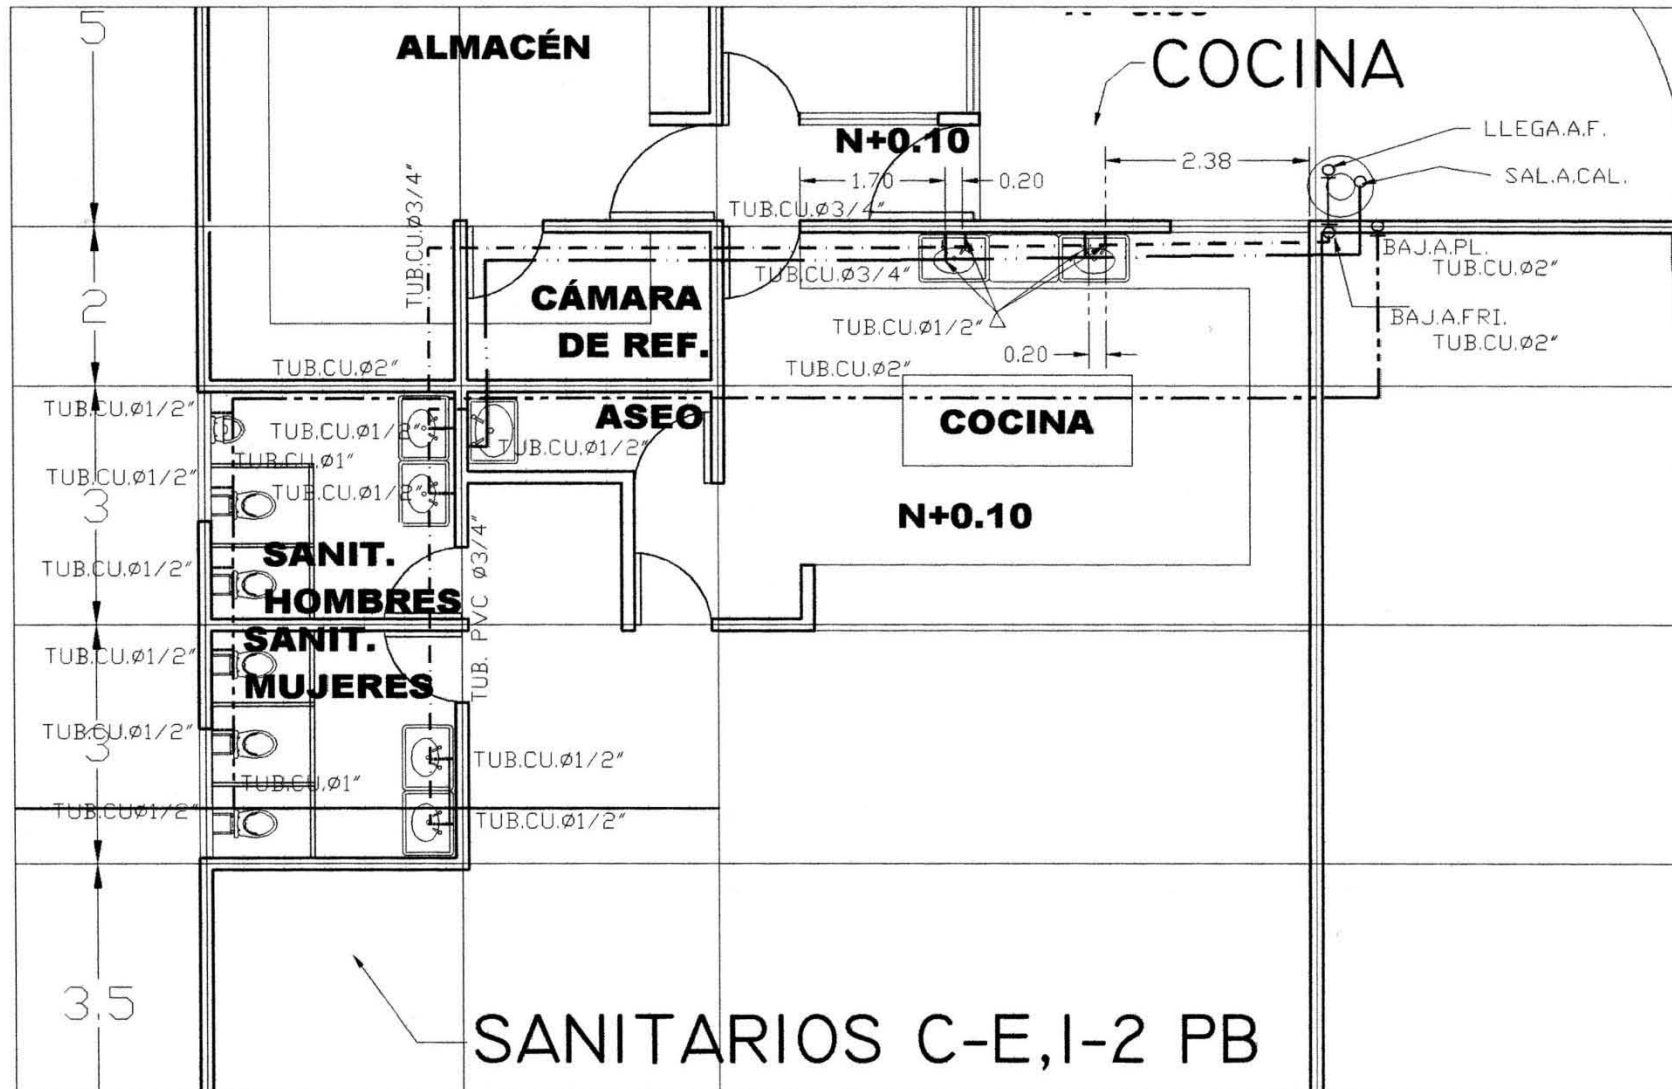 5
ALMACÉN
COCINA
LLEGA.A.F.
N+0.10
2.38
SAL.A.CAL.
1.70
0.20
TUB.CU.ø3/4"
TUB.CU.ø3/4"
BAJ.A.PL.
TUB.CU.ø2"
TUB.CU.ø3/4"
2
CÁMARA
DE REF.
TUB.CU.ø1/2"
BAJ.A.FRI.
TUB.CU.ø2"
0.20
TUB.CU.ø2"
TUB.CU.ø2"
TUB.CU.ø1/2"
ASEO
COCINA
TUB.CU.ø1/2"
UB.CU.ø1/2"
TUB.CU.ø1"
TUB.CU.ø1/2"
TUB.CU.ø1/2"
3
N+0.10
SANIT.
HOMBRES
TUB.CU.ø1/2"
TUB. PVC ø3/4"
SANIT.
MUJERES
TUB.CU.ø1/2"
TUB.CU.ø1/2"
3
TUB.CU.ø1/2"
TUB.CU.ø1"
TUB.CUø1/2"
TUB.CU.ø1/2"
3.5
SANITARIOS C-E,I-2 PB